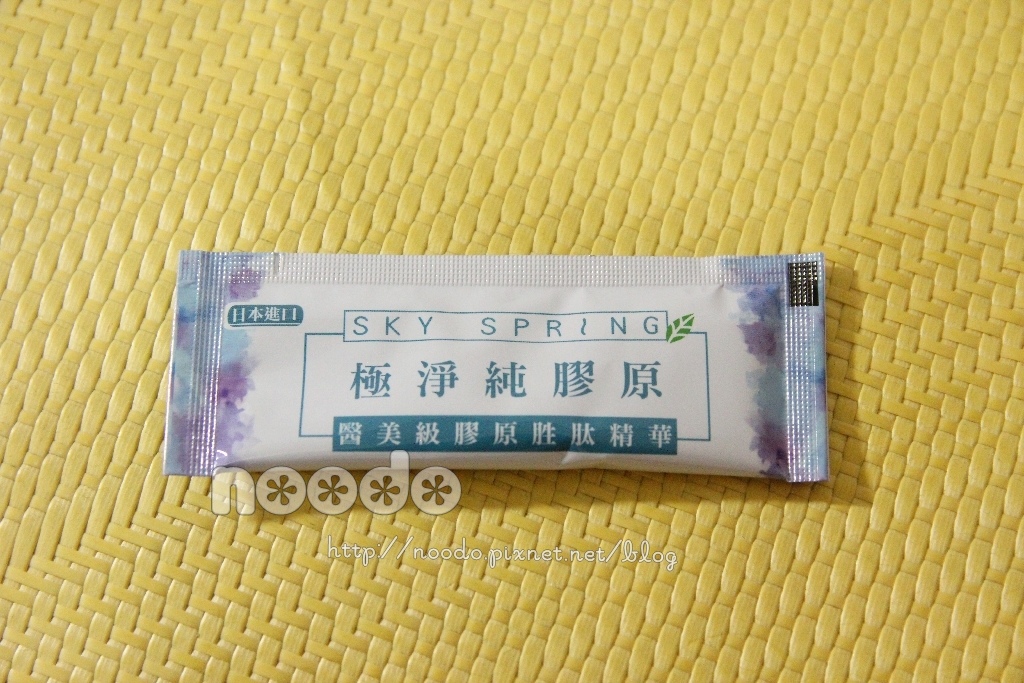 日本進口
SKY SPRING
極淨純膠原
醫美級膠原胜肽精華
noodo
http://noodo.pixnet.net/blog